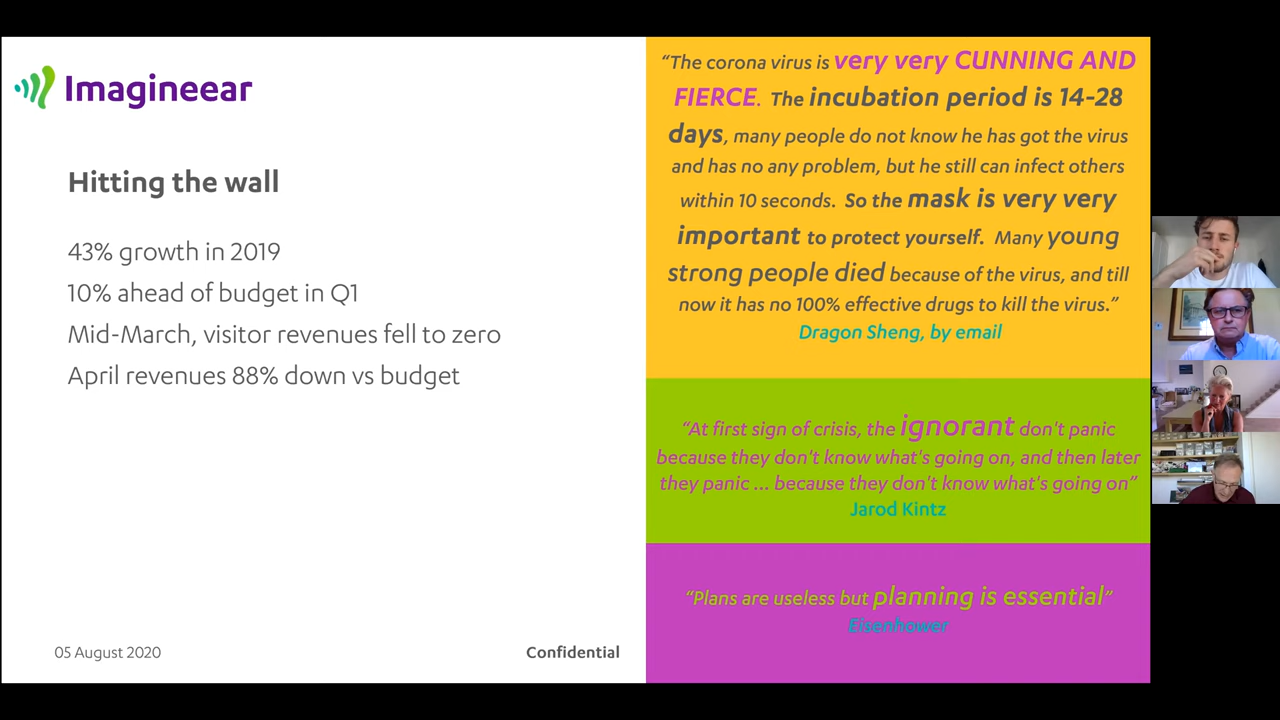 Imagineear
Hitting the wall
43% growth in 2019
10% ahead of budget in Q1
Mid-March, visitor revenues fell to zero
April revenues 88% down vs budget
05 August 2020
Confidential
“The corona virus is very very CUNNING AND
FIERCE. The incubation period is 14-28
days, many people do not know he has got the virus
and has no any problem, but he still can infect others
within 10 seconds. So the mask is very very
important to protect yourself. Many young
strong people died because of the virus, and till
now it has no 100% effective drugs to kill the virus.”
Dragon Sheng, by email
“At first sign of crisis, the ignorant don't panic
because they don't know what's going on, and then later
they panic ... because they don't know what's going on”
Jarod Kintz
“Plans are useless but planning is essential”
Eisenhower